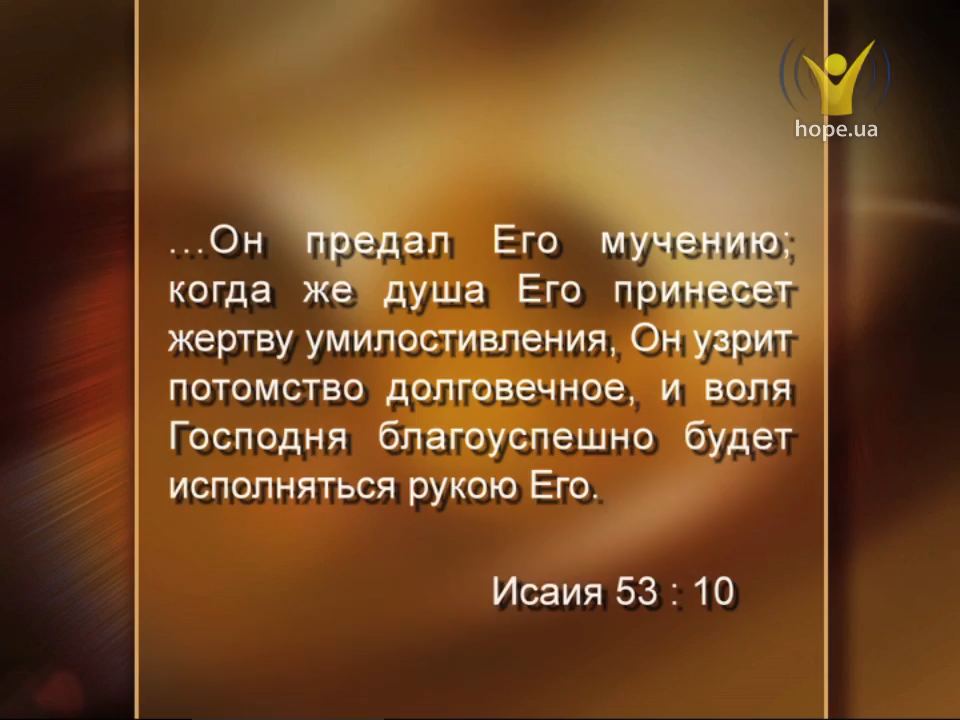 hope.ua
...Он предал Его мучению;
когда же душа Его принесет
жертву умилостивления, Он узрит
потомство долговечное, и воля
Господня благоуспешно будет
исполняться рукою Его.
Исаия 53 : 10